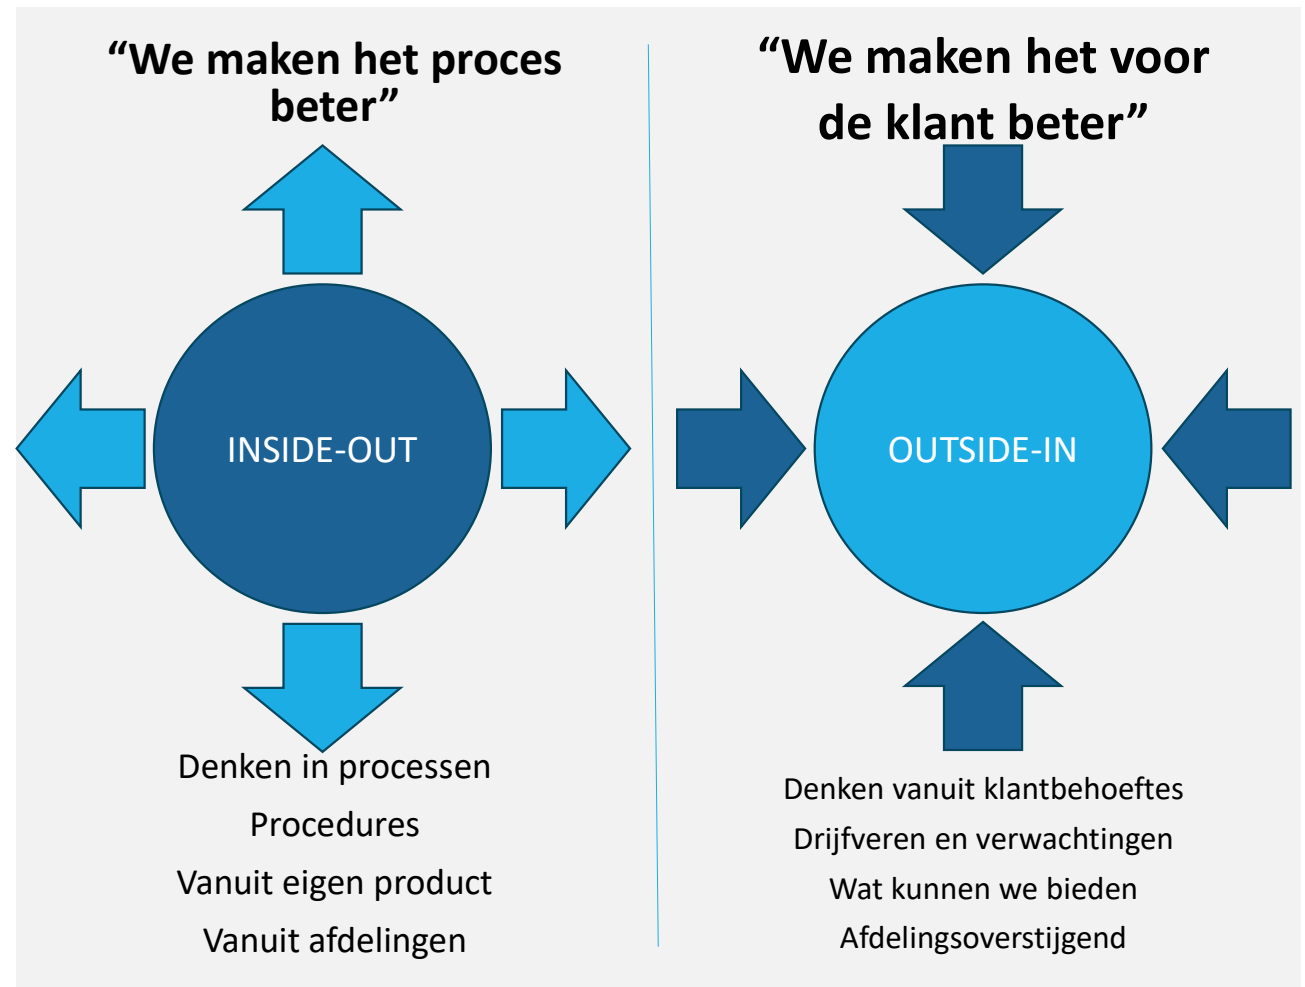 “We maken het proces
beter”
INSIDE-OUT
Denken in processen
Procedures
Vanuit eigen product
Vanuit afdelingen
“We maken het voor
de klant beter”
OUTSIDE-IN
Denken vanuit klantbehoeftes
Drijfveren en verwachtingen
Wat kunnen we bieden
Afdelingsoverstijgend